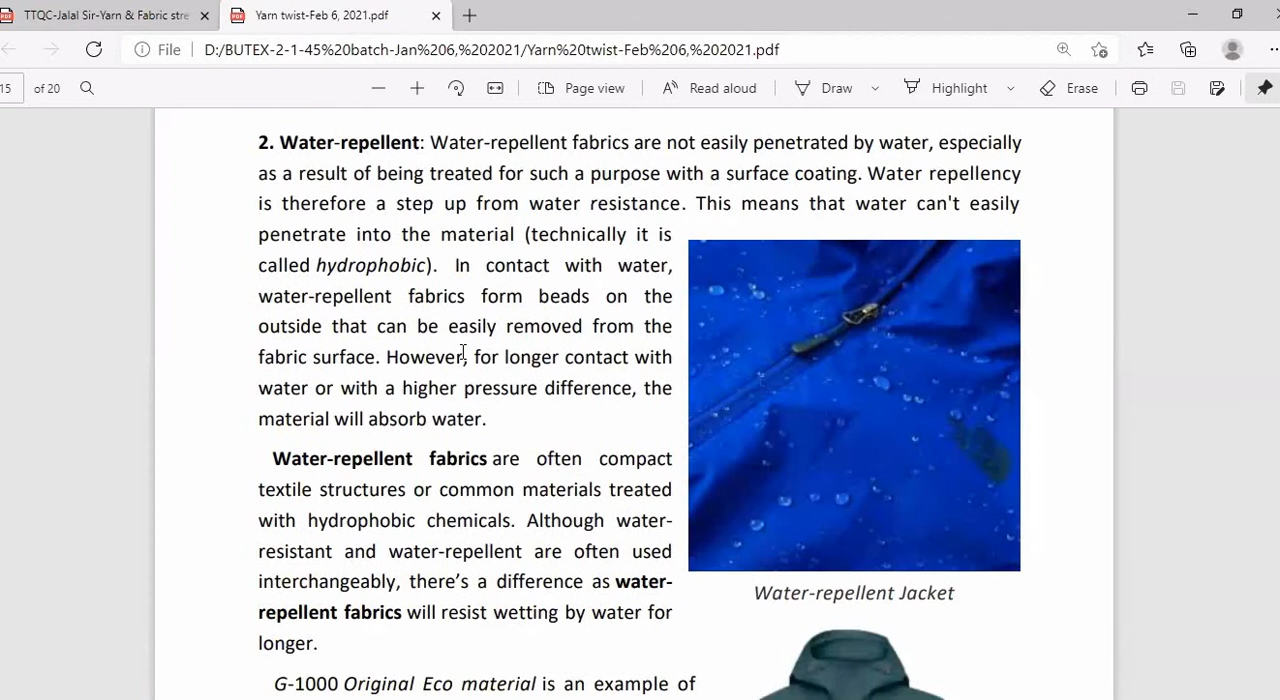 TTQC-Jalal Sir-Yarn & Fabric stre
Yarn twist-Feb 6, 2021.pdf
File
D:/BUTEX-2-1-45%20batch-Jan%206,%202021/Yarn%20twist-Feb%206,%202021.pdf
15 of 20
Page view
Read aloud
Draw
Highlight
Erase
2. Water-repellent: Water-repellent fabrics are not easily penetrated by water, especially
as a result of being treated for such a purpose with a surface coating. Water repellency
is therefore a step up from water resistance. This means that water can't easily
penetrate into the material (technically it is
called hydrophobic). In contact with water,
water-repellent fabrics form beads on the
outside that can be easily removed from the
fabric surface. However, for longer contact with
water or with a higher pressure difference, the
material will absorb water.
Water-repellent fabrics are often compact
textile structures or common materials treated
with hydrophobic chemicals. Although water-
resistant and water-repellent are often used
interchangeably, there's a difference as water-
repellent fabrics will resist wetting by water for
longer.
Water-repellent Jacket
G-1000 Original Eco material is an example of